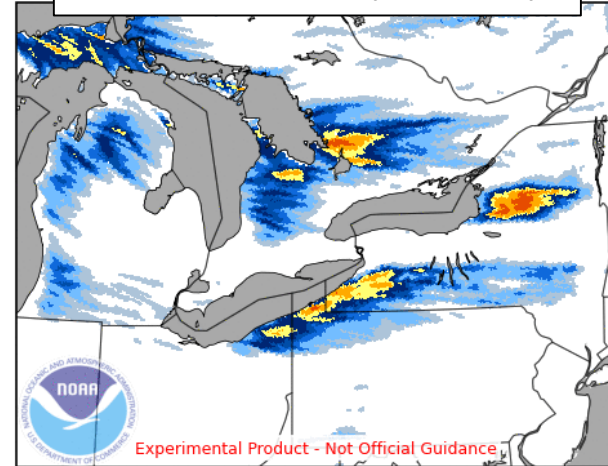 NATIONAL OCEANIC AND ATMOSPHERIC ADMINISTRATION
NOAA
U.S. DEPARTMENT OF COMMERCE
Experimental Product - Not Official Guidance